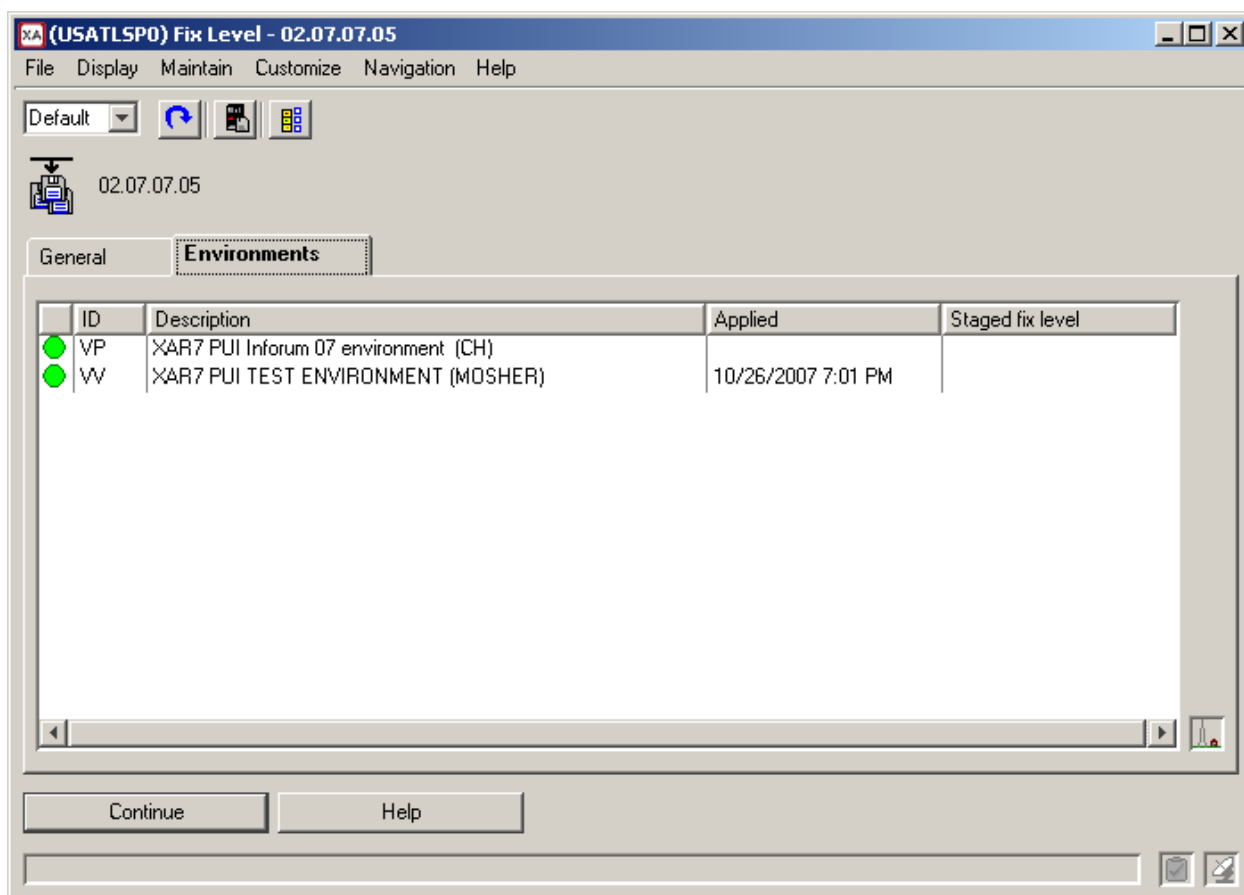 XA (USATLSP0) Fix Level - 02.07.07.05
File Display Maintain Customize Navigation Help
Default
02.07.07.05
General Environments
ID Description Applied Staged fix level
VP XAR7 PUI Inforum 07 environment (CH)
VV XAR7 PUI TEST ENVIRONMENT (MOSHER) 10/26/2007 7:01 PM
Continue Help